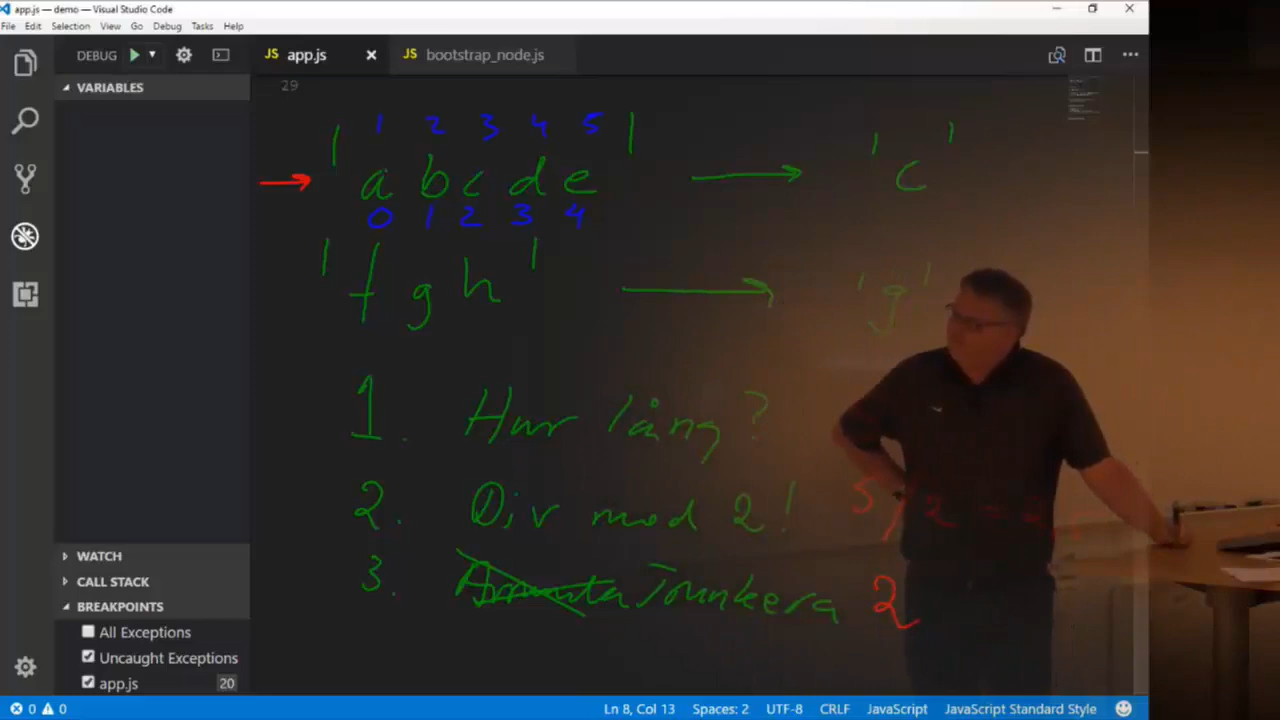 app.js — demo — Visual Studio Code
File Edit Selection View Go Debug Tasks Help
DEBUG
JS app.js
JS bootstrap_node.js
VARIABLES
29
1 2 3 4 5
' a b c d e ' → 'c'
0 1 2 3 4
' f g h ' → 'g'
1. Hur lång?
2. Div med 2!
3. Trunkera 2
WATCH
CALL STACK
BREAKPOINTS
All Exceptions
Uncaught Exceptions
app.js 20
0 0
Ln 8, Col 13 Spaces: 2 UTF-8 CRLF JavaScript JavaScript Standard Style